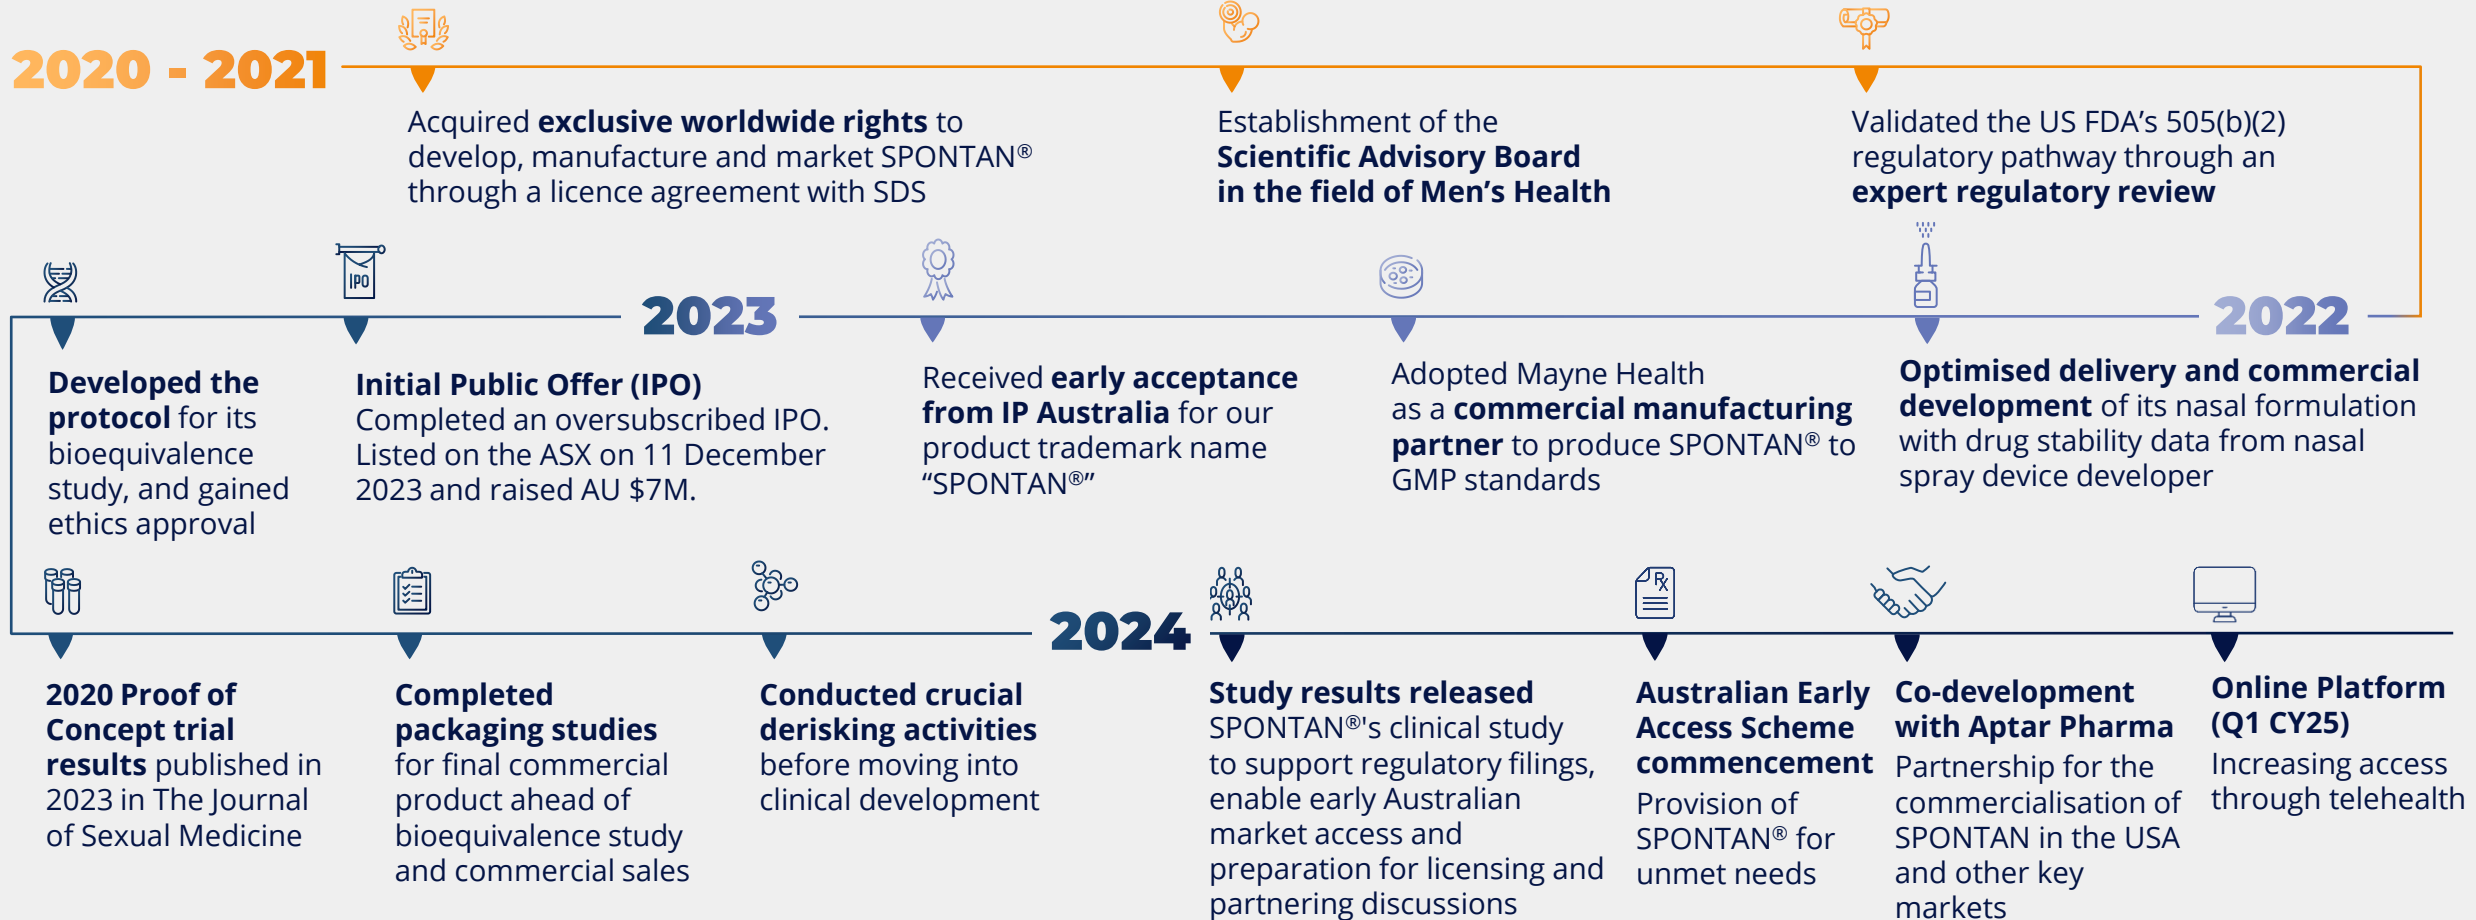 2020 - 2021
Acquired exclusive worldwide rights to
develop, manufacture and market SPONTAN®
through a licence agreement with SDS
Establishment of the
Scientific Advisory Board
in the field of Men's Health
Validated the US FDA's 505(b)(2)
regulatory pathway through an
expert regulatory review
2022
Optimised delivery and commercial
development of its nasal formulation
with drug stability data from nasal
spray device developer
Adopted Mayne Health
as a commercial manufacturing
partner to produce SPONTAN® to
GMP standards
Received early acceptance
from IP Australia for our
product trademark name
“SPONTAN®”
2023
IPO
Initial Public Offer (IPO)
Completed an oversubscribed IPO.
Listed on the ASX on 11 December
2023 and raised AU $7M.
Developed the
protocol for its
bioequivalence
study, and gained
ethics approval
2020 Proof of
Concept trial
results published in
2023 in The Journal
of Sexual Medicine
Completed
packaging studies
for final commercial
product ahead of
bioequivalence study
and commercial sales
Conducted crucial
derisking activities
before moving into
clinical development
2024
Study results released
SPONTAN®'s clinical study
to support regulatory filings,
enable early Australian
market access and
preparation for licensing and
partnering discussions
Rx
Australian Early
Access Scheme
commencement
Provision of
SPONTAN® for
unmet needs
Co-development
with Aptar Pharma
Partnership for the
commercialisation of
SPONTAN in the USA
and other key
markets
Online Platform
(Q1 CY25)
Increasing access
through telehealth